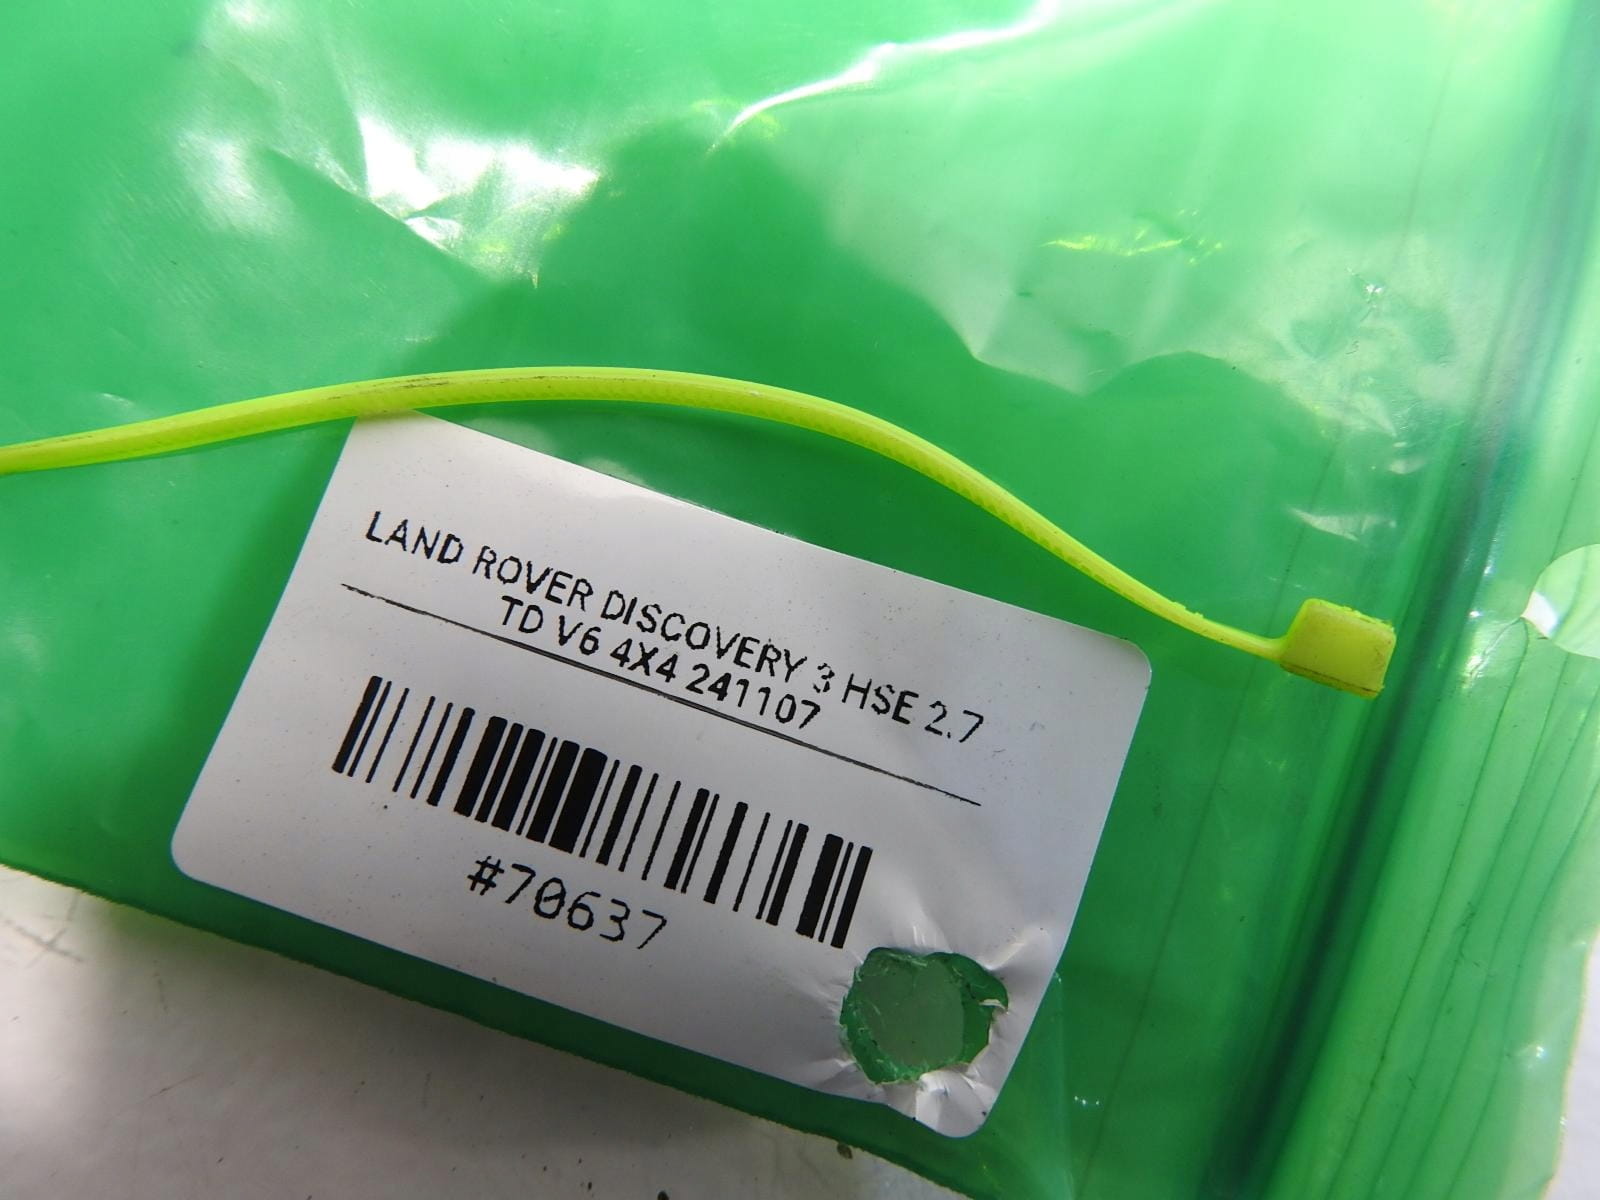 LAND ROVER DISCOVERY 3 HSE 2.7
TD V6 4X4 241107
#70637